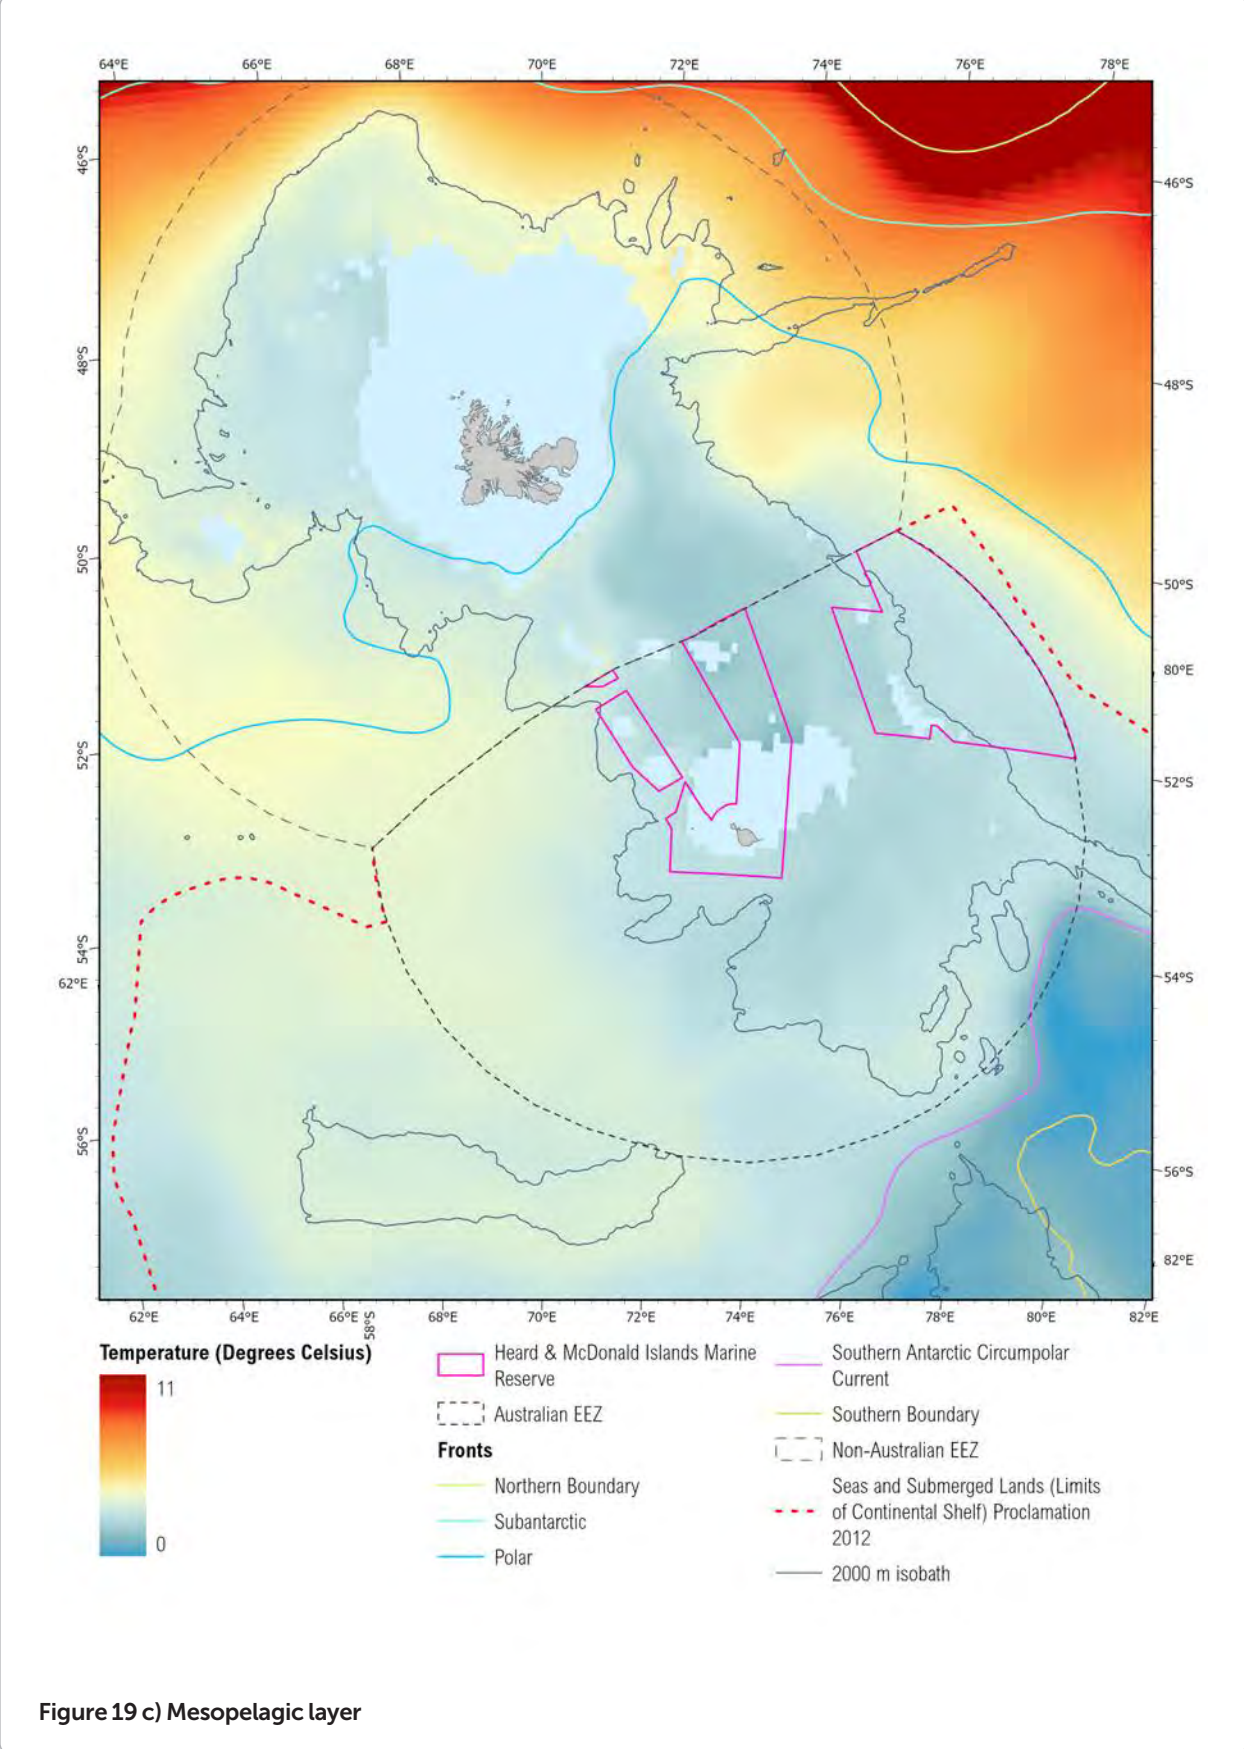 64°E 66°E 68°E 70°E 72°E 74°E 76°E 78°E
46°S
46°S
48°S
48°S
50°S
50°S
80°E
52°S
52°S
54°S
54°S
62°E
56°S
56°S
82°E
62°E 64°E 66°E 58°S 68°E 70°E 72°E 74°E 76°E 78°E 80°E 82°E
Temperature (Degrees Celsius)
11
0
Heard & McDonald Islands Marine
Reserve
Australian EEZ
Fronts
Northern Boundary
Subantarctic
Polar
Southern Antarctic Circumpolar
Current
Southern Boundary
Non-Australian EEZ
Seas and Submerged Lands (Limits
of Continental Shelf) Proclamation
2012
2000 m isobath
Figure 19 c) Mesopelagic layer